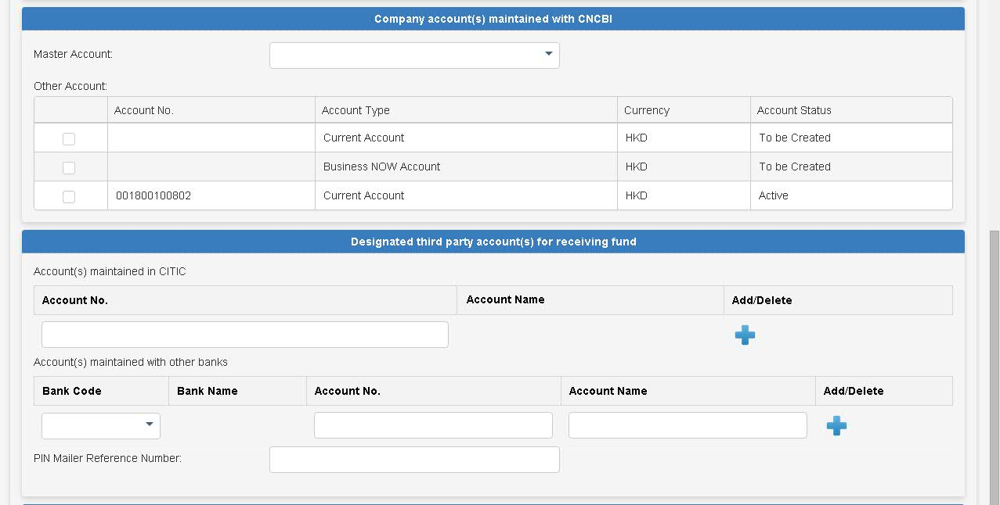 Company account(s) maintained with CNCBI
Master Account:
Other Account:
Account No. Account Type Currency Account Status
Current Account HKD To be Created
Business NOW Account HKD To be Created
001800100802 Current Account HKD Active
Designated third party account(s) for receiving fund
Account(s) maintained in CITIC
Account No. Account Name Add/Delete
Account(s) maintained with other banks
Bank Code Bank Name Account No. Account Name Add/Delete
PIN Mailer Reference Number: